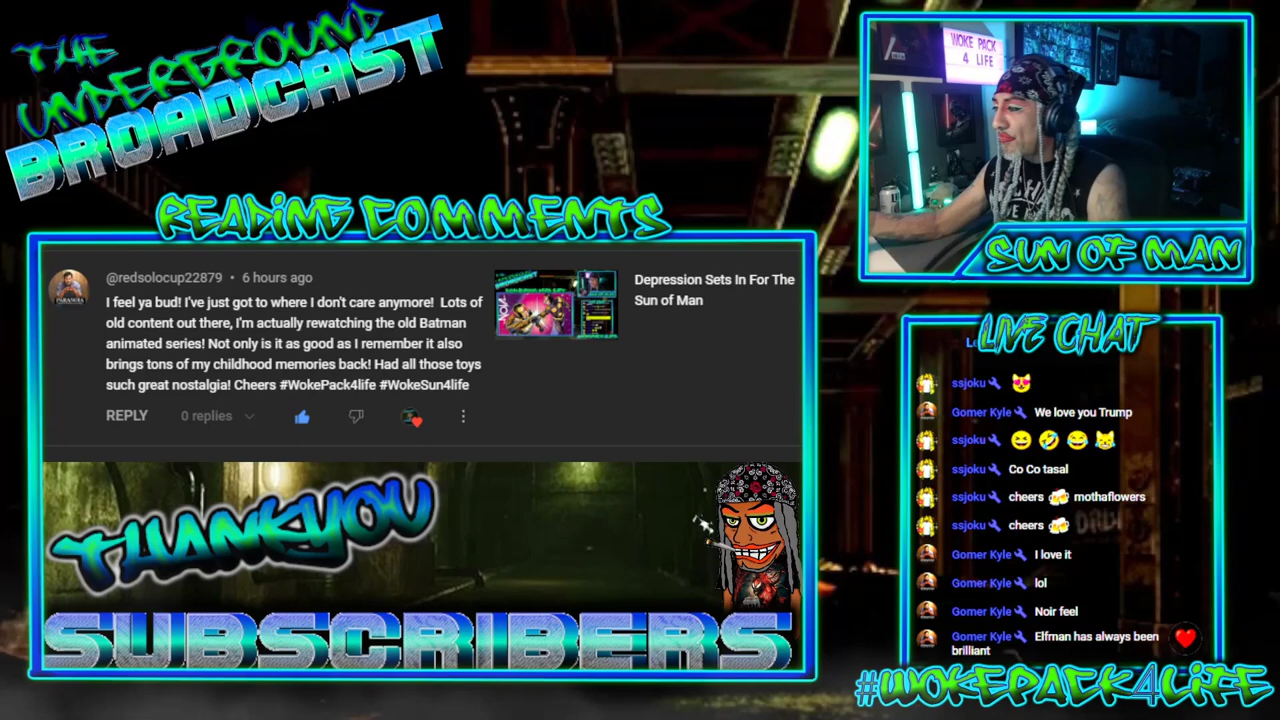 THE
UNDERGROUND
BROADCAST
WOKE PACK
4 LIFE
SUN OF MAN
READING COMMENTS
@redsolocup22879 • 6 hours ago
I feel ya bud! I've just got to where I don't care anymore! Lots of
old content out there, I'm actually rewatching the old Batman
animated series! Not only is it as good as I remember it also
brings tons of my childhood memories back! Had all those toys
such great nostalgia! Cheers #WokePack4life #WokeSun4life
REPLY 0 replies
Depression Sets In For The
Sun of Man
THANKYOU
SUBSCRIBERS
LIVE CHAT
ssjoku 😻
Gomer Kyle We love you Trump
ssjoku 😆 🤣 😂 😹
ssjoku Co Co tasal
ssjoku cheers 🍻 mothaflowers
ssjoku cheers 🍻
Gomer Kyle I love it
Gomer Kyle lol
Gomer Kyle Noir feel
Gomer Kyle Elfman has always been
brilliant
#WOKEPACK4LIFE